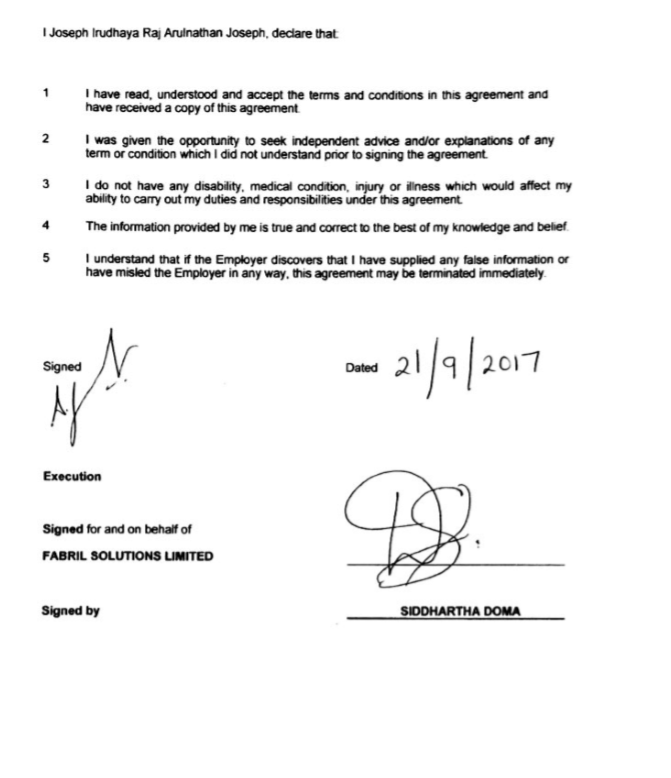 I Joseph Irudhaya Raj Arulnathan Joseph, declare that:
1 I have read, understood and accept the terms and conditions in this agreement and
have received a copy of this agreement.
2 I was given the opportunity to seek independent advice and/or explanations of any
term or condition which I did not understand prior to signing the agreement.
3 I do not have any disability, medical condition, injury or illness which would affect my
ability to carry out my duties and responsibilities under this agreement.
4 The information provided by me is true and correct to the best of my knowledge and belief.
5 I understand that if the Employer discovers that I have supplied any false information or
have misled the Employer in any way, this agreement may be terminated immediately.
Signed
Dated 21/9/2017
Execution
Signed for and on behalf of
FABRIL SOLUTIONS LIMITED
Signed by
SIDDHARTHA DOMA